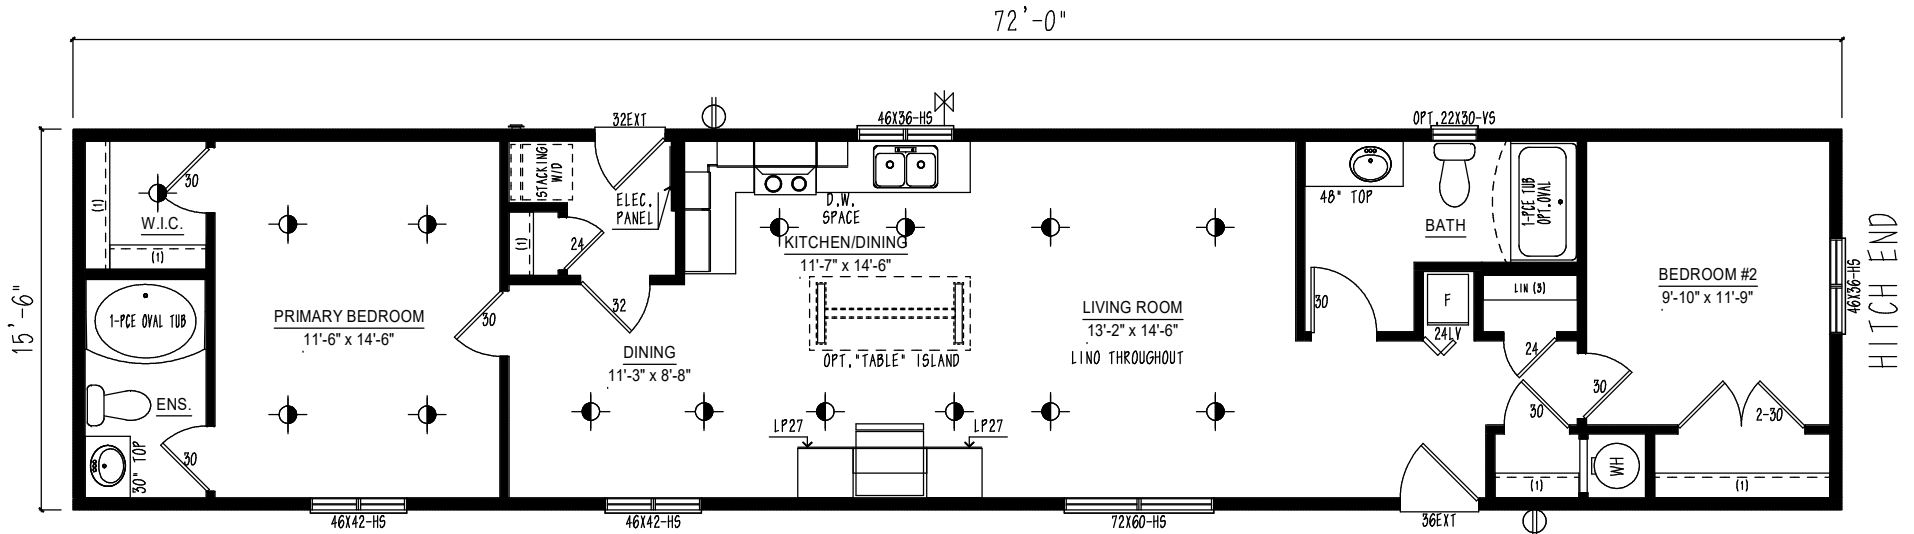 72'-0"
32EXT
46X36-HS
OPT.22X30-VS
15'-6"
HITCH END
30
(1)
W.I.C.
(1)
STACKING
W/D
ELEC.
PANEL
(1)
24
D.W.
SPACE
KITCHEN/DINING
11'-7" x 14'-6"
48" TOP
BATH
1-PCE TUB
OPT.OVAL
BEDROOM #2
9'-10" x 11'-9"
46X36-HS
1-PCE OVAL TUB
PRIMARY BEDROOM
11'-6" x 14'-6"
30
32
DINING
11'-3" x 8'-8"
OPT."TABLE" ISLAND
LIVING ROOM
13'-2" x 14'-6"
LINO THROUGHOUT
30
F
24LV
LIN (3)
24
30
30
2-30
ENS.
30
30" TOP
LP27
LP27
WH
(1)
(1)
46X42-HS
46X42-HS
72X60-HS
36EXT